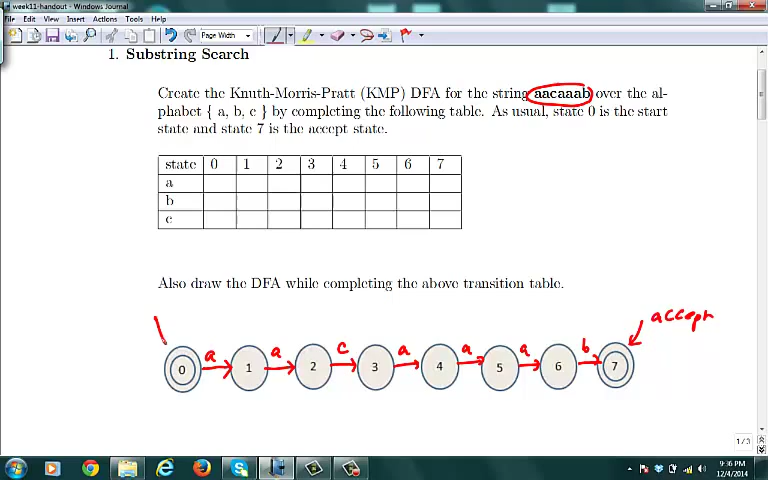 week11-handout - Windows Journal
File Edit View Insert Actions Tools Help
Page Width
1. Substring Search
Create the Knuth-Morris-Pratt (KMP) DFA for the string aacaaab over the al-
phabet { a, b, c } by completing the following table. As usual, state 0 is the start
state and state 7 is the accept state.
state 0 1 2 3 4 5 6 7
a
b
c
Also draw the DFA while completing the above transition table.
accept
a a c a a a b
0 1 2 3 4 5 6 7
1/3
9:36 PM
12/4/2014